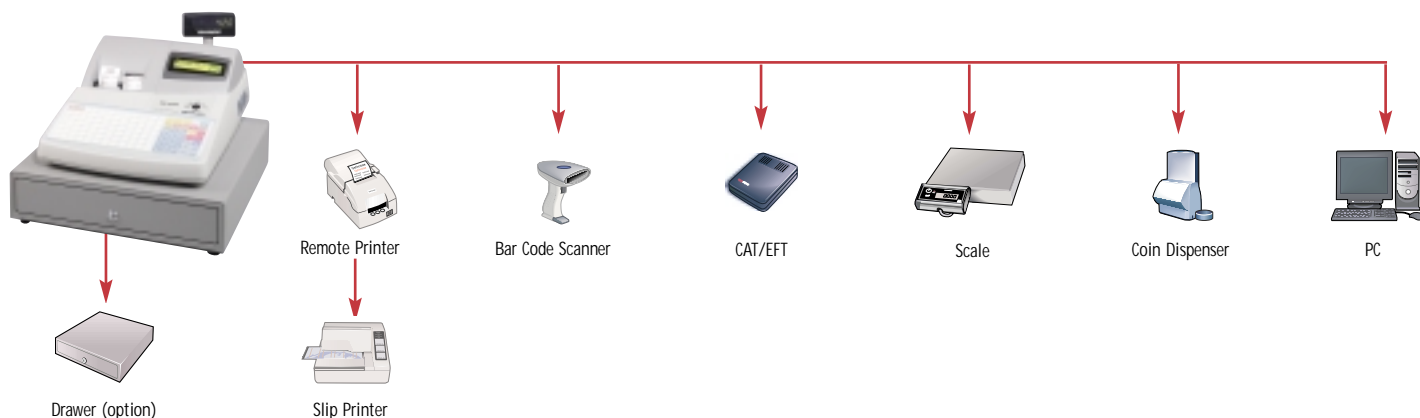 Remote Printer
Bar Code Scanner
CAT/EFT
Scale
Coin Dispenser
PC
Drawer (option)
Slip Printer